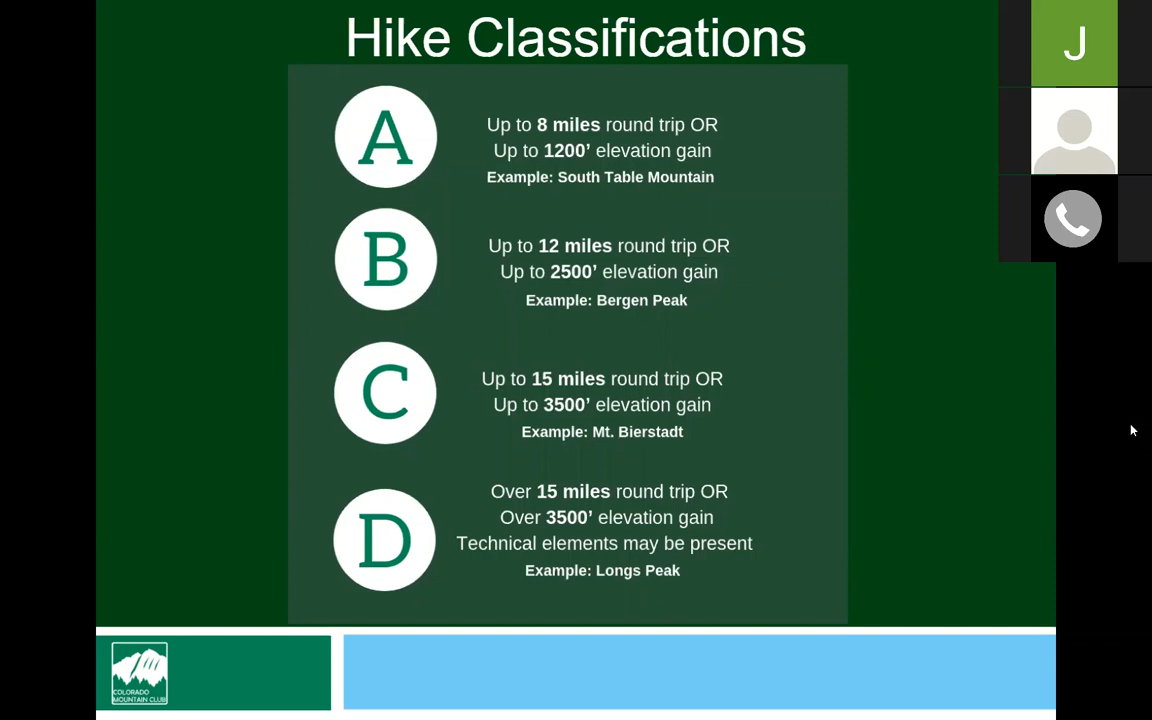 Hike Classifications
J
A
Up to 8 miles round trip OR
Up to 1200’ elevation gain
Example: South Table Mountain
B
Up to 12 miles round trip OR
Up to 2500’ elevation gain
Example: Bergen Peak
C
Up to 15 miles round trip OR
Up to 3500’ elevation gain
Example: Mt. Bierstadt
D
Over 15 miles round trip OR
Over 3500’ elevation gain
Technical elements may be present
Example: Longs Peak
COLORADO
MOUNTAIN CLUB